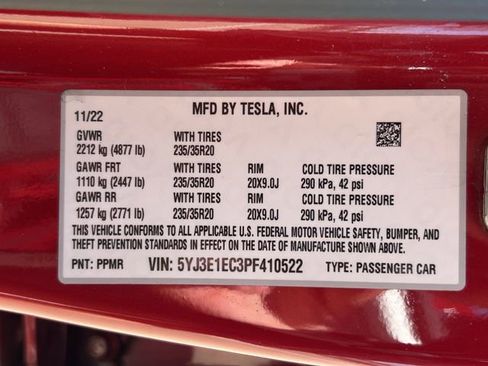 MFD BY TESLA, INC.
11/22
GVWR WITH TIRES
2212 kg (4877 lb) 235/35R20
GAWR FRT WITH TIRES RIM COLD TIRE PRESSURE
1110 kg (2447 lb) 235/35R20 20X9.0J 290 kPa, 42 psi
GAWR RR WITH TIRES RIM COLD TIRE PRESSURE
1257 kg (2771 lb) 235/35R20 20X9.0J 290 kPa, 42 psi
THIS VEHICLE CONFORMS TO ALL APPLICABLE U.S. FEDERAL MOTOR VEHICLE SAFETY, BUMPER, AND
THEFT PREVENTION STANDARDS IN EFFECT ON THE DATE OF MANUFACTURE SHOWN ABOVE.
PNT: PPMR VIN: 5YJ3E1EC3PF410522 TYPE: PASSENGER CAR